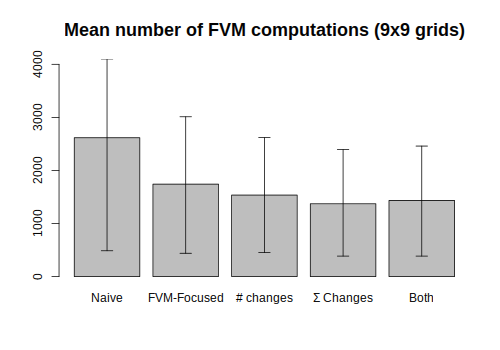 Mean number of FVM computations (9x9 grids)
4000
3000
2000
1000
0
Naive FVM-Focused # changes Σ Changes Both